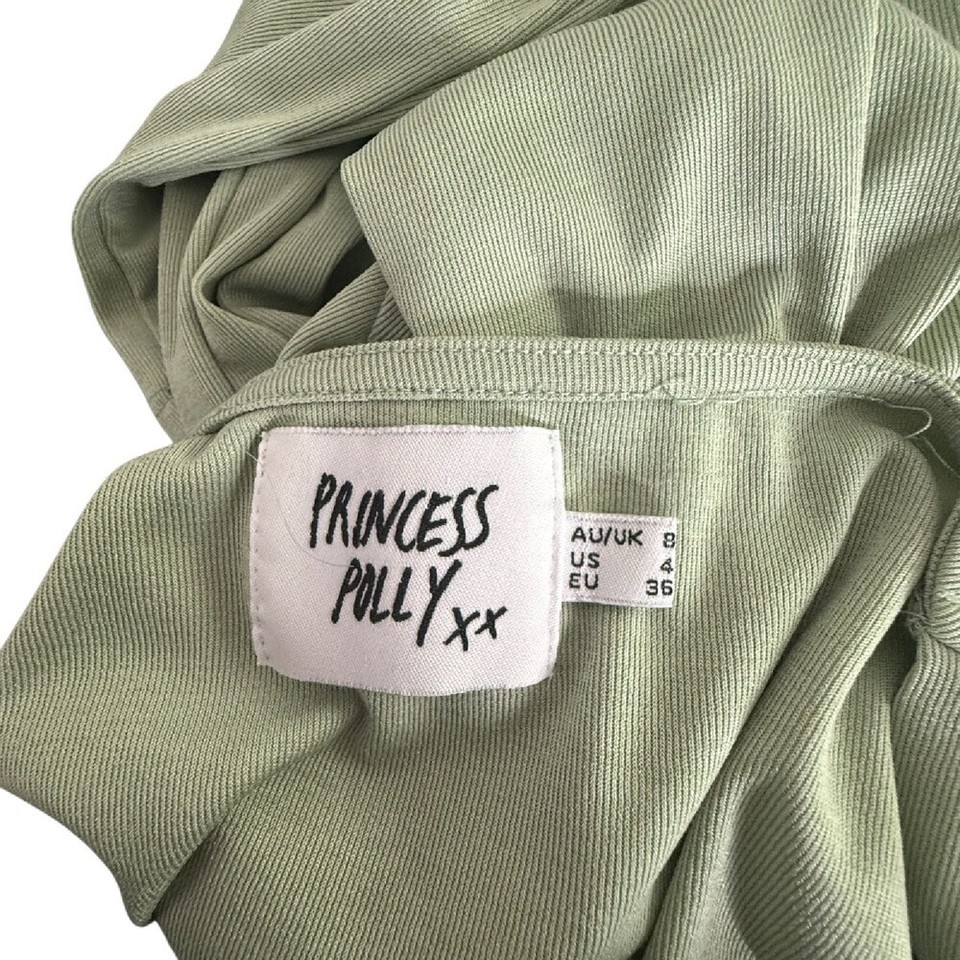 PRINCESS
POLLY xx
AU/UK 8
US 4
EU 36